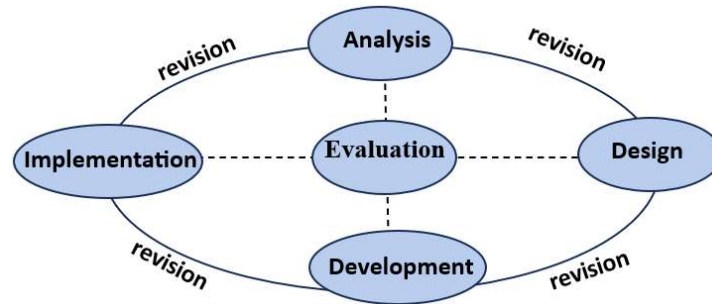 Analysis
revision
revision
Implementation
Evaluation
Design
revision
Development
revision